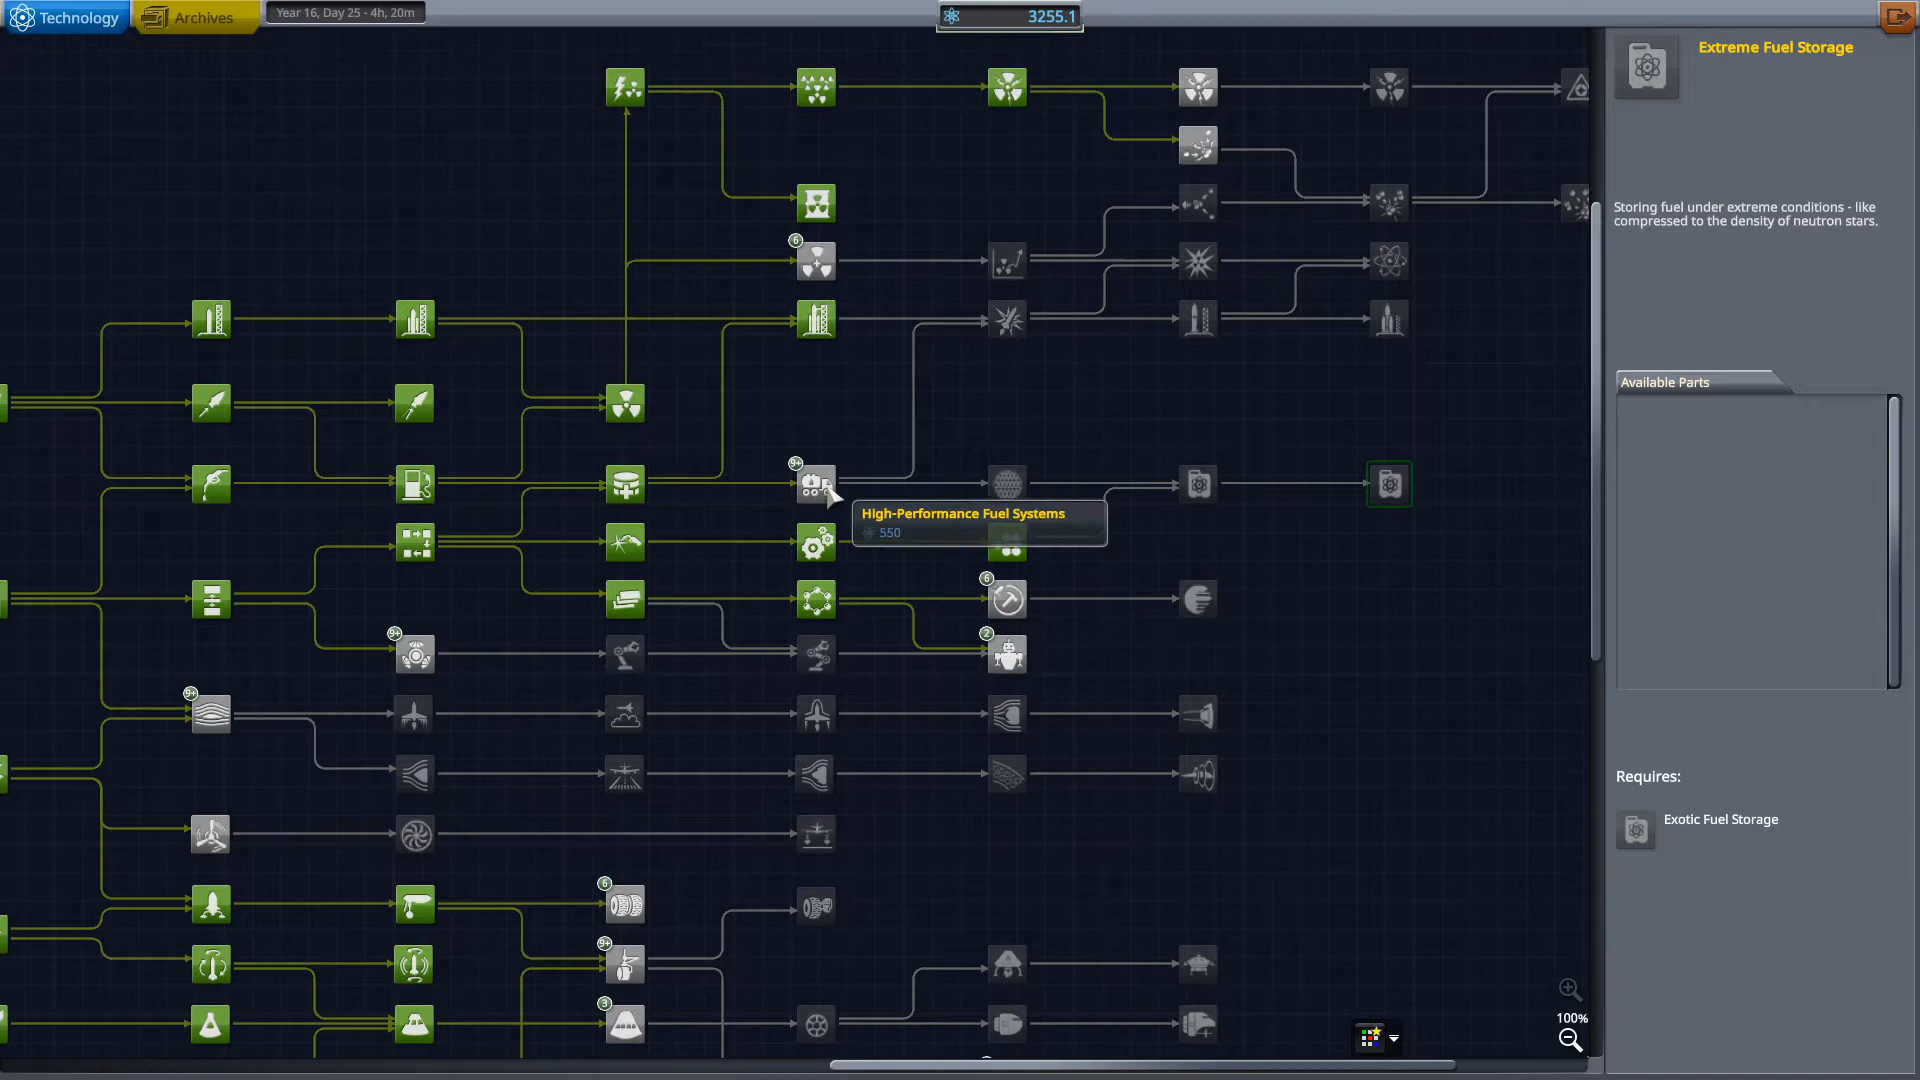 Technology
Archives
Year 16, Day 25 - 4h, 20m
3255.1
Extreme Fuel Storage
Storing fuel under extreme conditions - like
compressed to the density of neutron stars.
6
Available Parts
9+
High-Performance Fuel Systems
550
6
9+
2
9+
Requires:
Exotic Fuel Storage
6
9+
3
100%